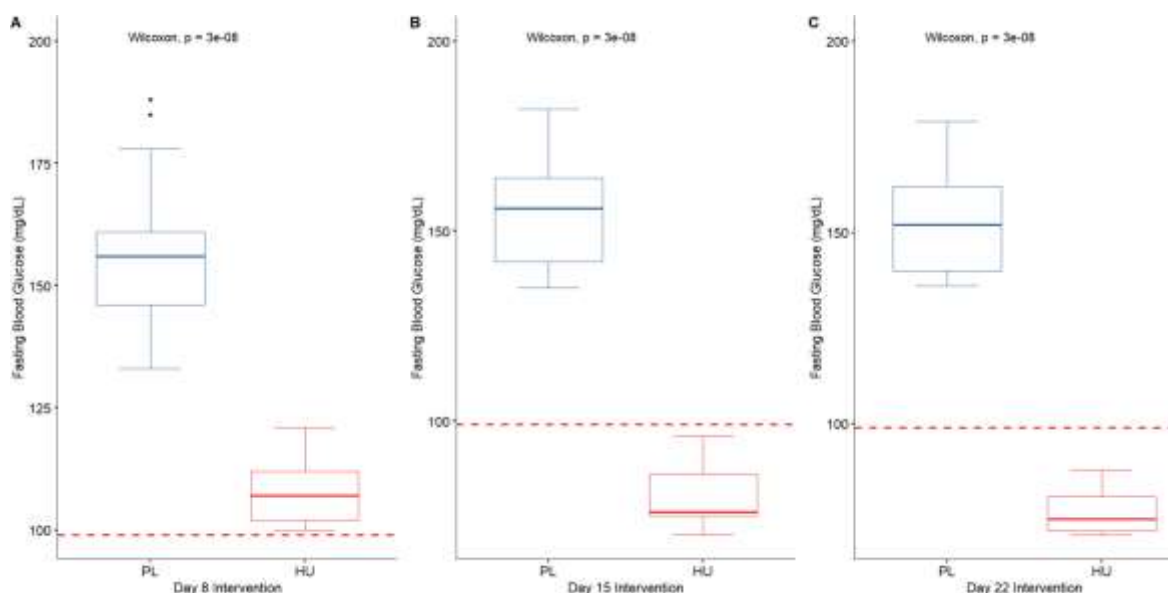 A
Wilcoxon, p = 3e-08
200
175
150
125
100
Fasting Blood Glucose (mg/dL)
PL
HU
Day 8 Intervention
B
Wilcoxon, p = 3e-08
200
150
100
Fasting Blood Glucose (mg/dL)
PL
HU
Day 15 Intervention
C
Wilcoxon, p = 3e-08
200
150
100
Fasting Blood Glucose (mg/dL)
PL
HU
Day 22 Intervention